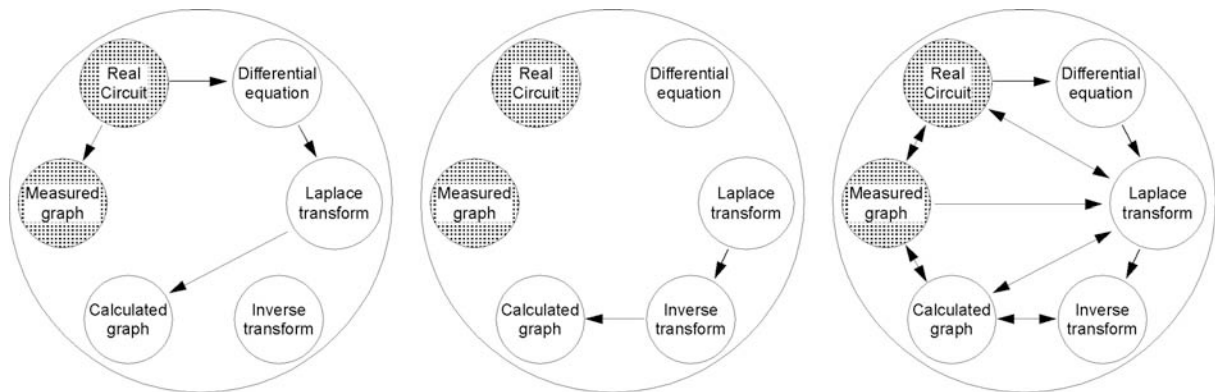 Real
Circuit
Differential
equation
Measured
graph
Laplace
transform
Calculated
graph
Inverse
transform
Real
Circuit
Differential
equation
Measured
graph
Laplace
transform
Calculated
graph
Inverse
transform
Real
Circuit
Differential
equation
Measured
graph
Laplace
transform
Calculated
graph
Inverse
transform